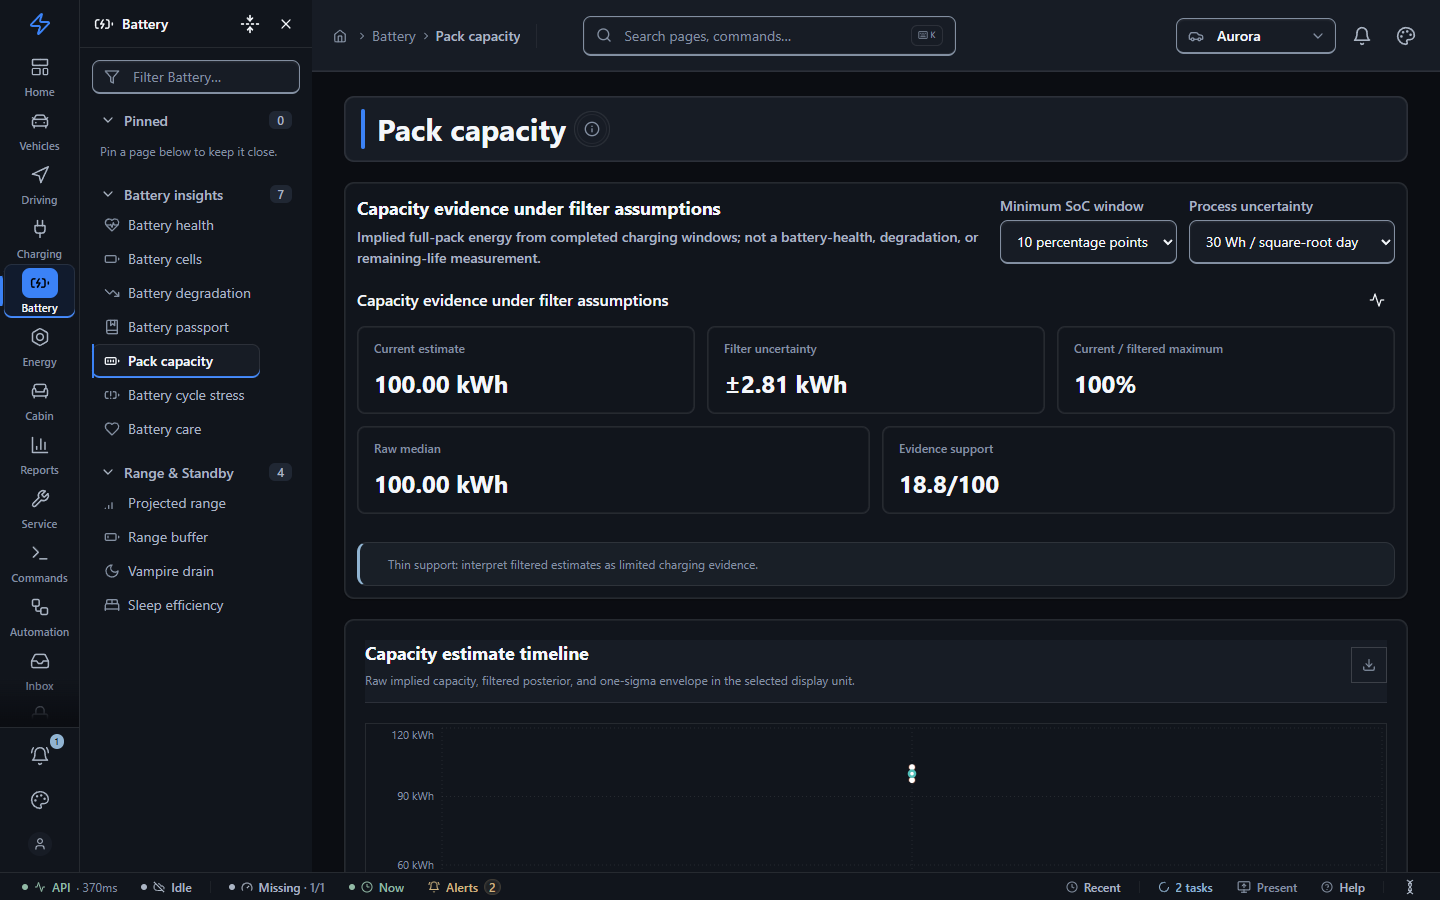 Battery
Battery
Pack capacity
Search pages, commands...
K
Aurora
Home
Vehicles
Driving
Charging
Battery
Energy
Cabin
Reports
Service
Commands
Automation
Inbox
1
Filter Battery...
Pinned
0
Pin a page below to keep it close.
Battery insights
7
Battery health
Battery cells
Battery degradation
Battery passport
Pack capacity
Battery cycle stress
Battery care
Range & Standby
4
Projected range
Range buffer
Vampire drain
Sleep efficiency
Pack capacity
Capacity evidence under filter assumptions
Implied full-pack energy from completed charging windows; not a battery-health, degradation, or
remaining-life measurement.
Minimum SoC window
10 percentage points
Process uncertainty
30 Wh / square-root day
Capacity evidence under filter assumptions
Current estimate
100.00 kWh
Filter uncertainty
±2.81 kWh
Current / filtered maximum
100%
Raw median
100.00 kWh
Evidence support
18.8/100
Thin support: interpret filtered estimates as limited charging evidence.
Capacity estimate timeline
Raw implied capacity, filtered posterior, and one-sigma envelope in the selected display unit.
120 kWh
90 kWh
60 kWh
API · 370ms
Idle
Missing · 1/1
Now
Alerts 2
Recent
2 tasks
Present
Help